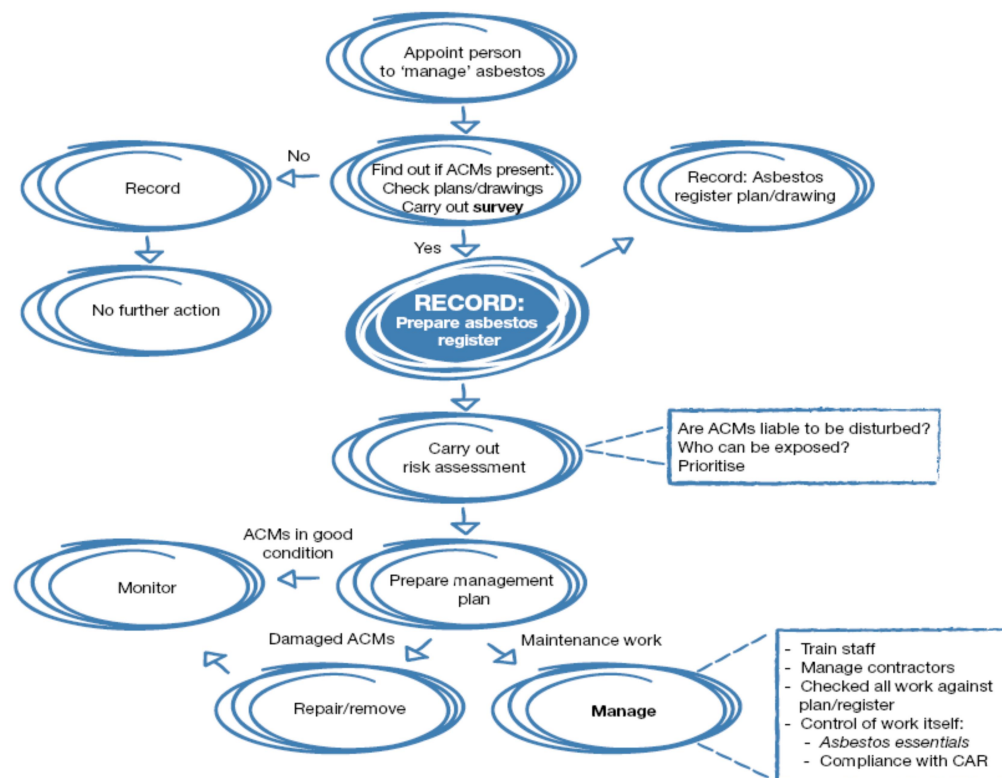 Appoint person
to ‘manage’ asbestos
No
Find out if ACMs present:
Check plans/drawings
Carry out survey
Record
Record: Asbestos
register plan/drawing
Yes
No further action
RECORD:
Prepare asbestos
register
Carry out
risk assessment
Are ACMs liable to be disturbed?
Who can be exposed?
Prioritise
ACMs in good
condition
Monitor
Prepare management
plan
Damaged ACMs
Maintenance work
Repair/remove
Manage
- Train staff
- Manage contractors
- Checked all work against
plan/register
- Control of work itself:
- Asbestos essentials
- Compliance with CAR